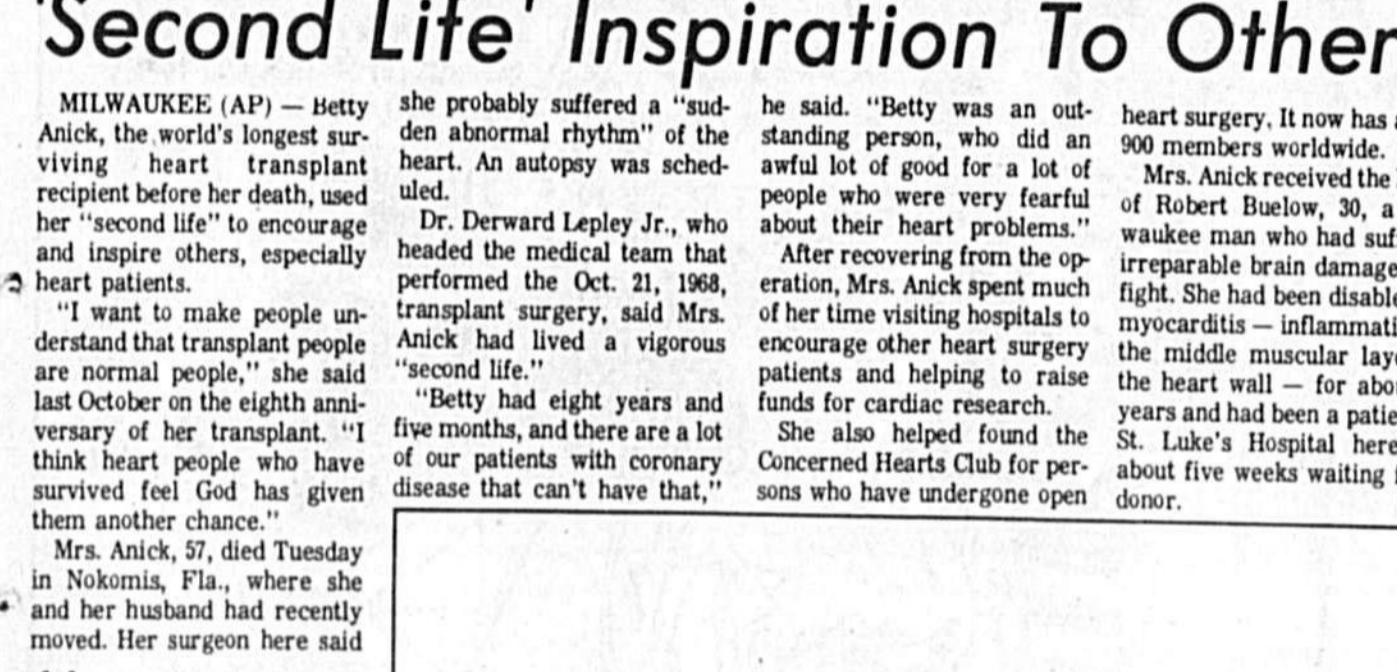 'Second Life' Inspiration To Other
MILWAUKEE (AP) — Betty
Anick, the world's longest sur-
viving heart transplant
recipient before her death, used
her "second life" to encourage
and inspire others, especially
heart patients.
"I want to make people un-
derstand that transplant people
are normal people," she said
last October on the eighth anni-
versary of her transplant. "I
think heart people who have
survived feel God has given
them another chance."
Mrs. Anick, 57, died Tuesday
in Nokomis, Fla., where she
and her husband had recently
moved. Her surgeon here said
she probably suffered a "sud-
den abnormal rhythm" of the
heart. An autopsy was sched-
uled.
Dr. Derward Lepley Jr., who
headed the medical team that
performed the Oct. 21, 1968,
transplant surgery, said Mrs.
Anick had lived a vigorous
"second life."
"Betty had eight years and
five months, and there are a lot
of our patients with coronary
disease that can't have that,"
he said. "Betty was an out-
standing person, who did an
awful lot of good for a lot of
people who were very fearful
about their heart problems."
After recovering from the op-
eration, Mrs. Anick spent much
of her time visiting hospitals to
encourage other heart surgery
patients and helping to raise
funds for cardiac research.
She also helped found the
Concerned Hearts Club for per-
sons who have undergone open
heart surgery. It now has
900 members worldwide.
Mrs. Anick received the
of Robert Buelow, 30, a
waukee man who had suf
irreparable brain damage
fight. She had been disabl
myocarditis — inflammati
the middle muscular lay
the heart wall — for abo
years and had been a patie
St. Luke's Hospital here
about five weeks waiting
donor.